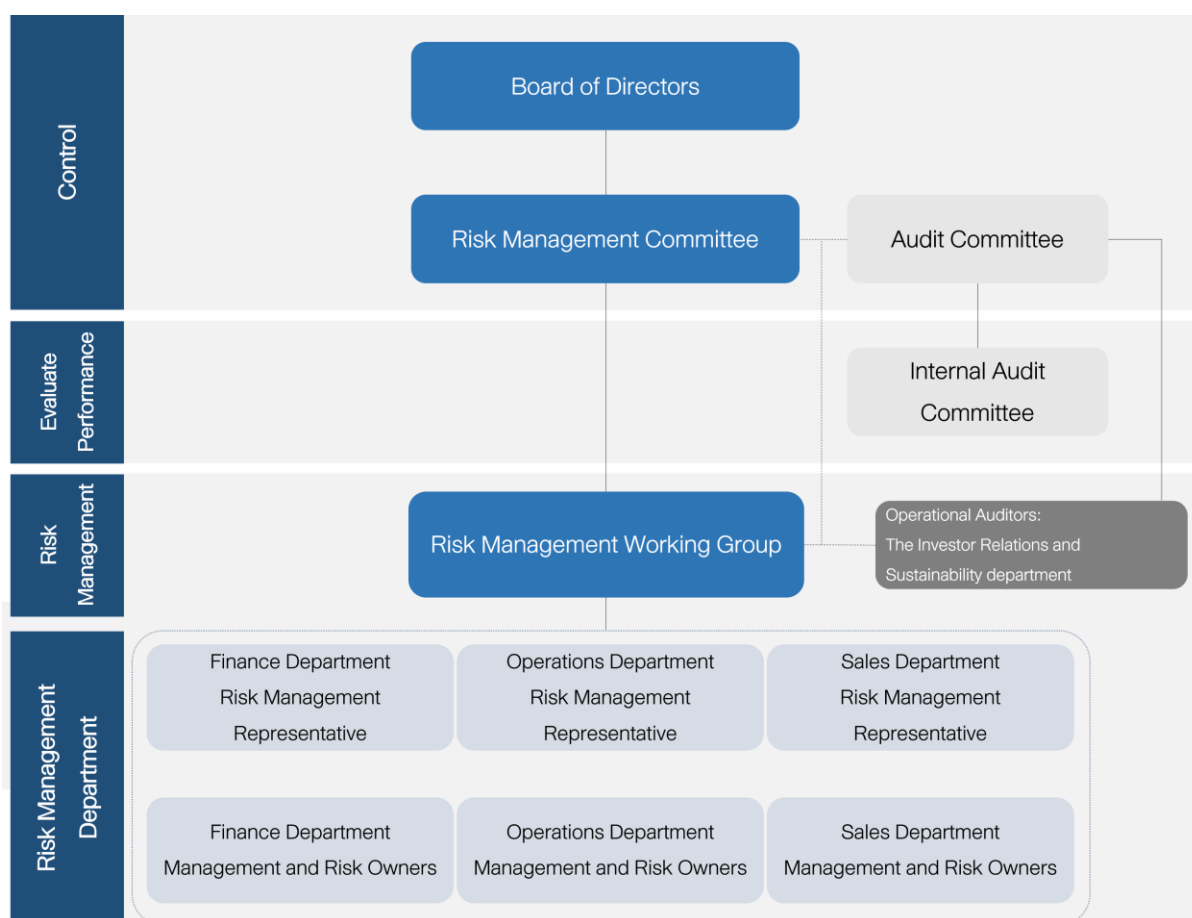 Control
Board of Directors
Risk Management Committee
Audit Committee
Evaluate
Performance
Internal Audit
Committee
Risk
Management
Risk Management Working Group
Operational Auditors:
The Investor Relations and
Sustainability department
Risk Management
Department
Finance Department
Risk Management
Representative
Operations Department
Risk Management
Representative
Sales Department
Risk Management
Representative
Finance Department
Management and Risk Owners
Operations Department
Management and Risk Owners
Sales Department
Management and Risk Owners